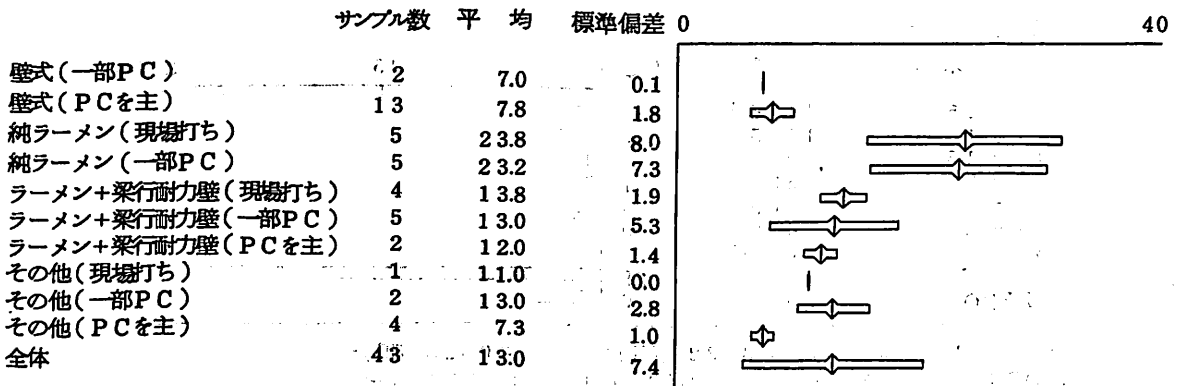 サンプル数 平均 標準偏差 0 40
壁式(一部PC) 2 7.0 0.1
壁式(PCを主) 13 7.8 1.8
純ラーメン(現場打ち) 5 23.8 8.0
純ラーメン(一部PC) 5 23.2 7.3
ラーメン+梁行耐力壁(現場打ち) 4 13.8 1.9
ラーメン+梁行耐力壁(一部PC) 5 13.0 5.3
ラーメン+梁行耐力壁(PCを主) 2 12.0 1.4
その他(現場打ち) 1 11.0 0.0
その他(一部PC) 2 13.0 2.8
その他(PCを主) 4 7.3 1.0
全体 43 13.0 7.4